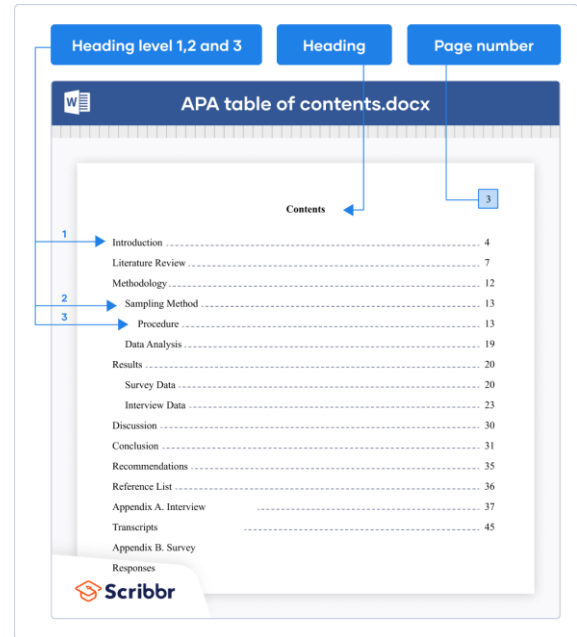 Heading level 1,2 and 3
Heading
Page number
W
APA table of contents.docx
3
Contents
1
Introduction 4
Literature Review 7
Methodology 12
2
Sampling Method 13
3
Procedure 13
Data Analysis 19
Results 20
Survey Data 20
Interview Data 23
Discussion 30
Conclusion 31
Recommendations 35
Reference List 36
Appendix A. Interview 37
Transcripts 45
Appendix B. Survey
Responses
Scribbr